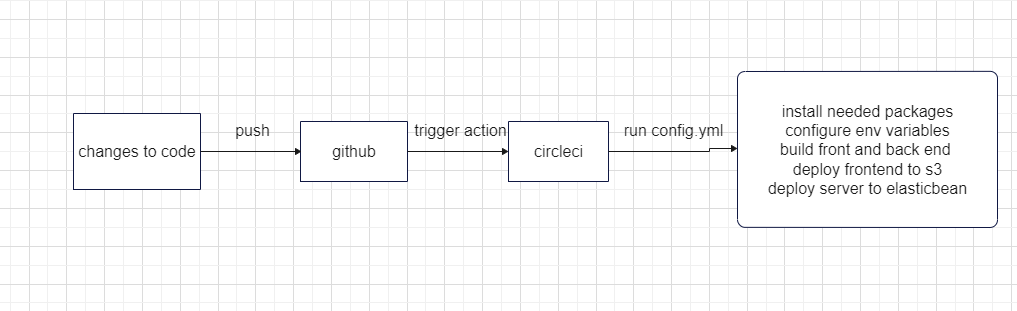 changes to code
push
github
trigger action
circleci
run config.yml
install needed packages
configure env variables
build front and back end
deploy frontend to s3
deploy server to elasticbean